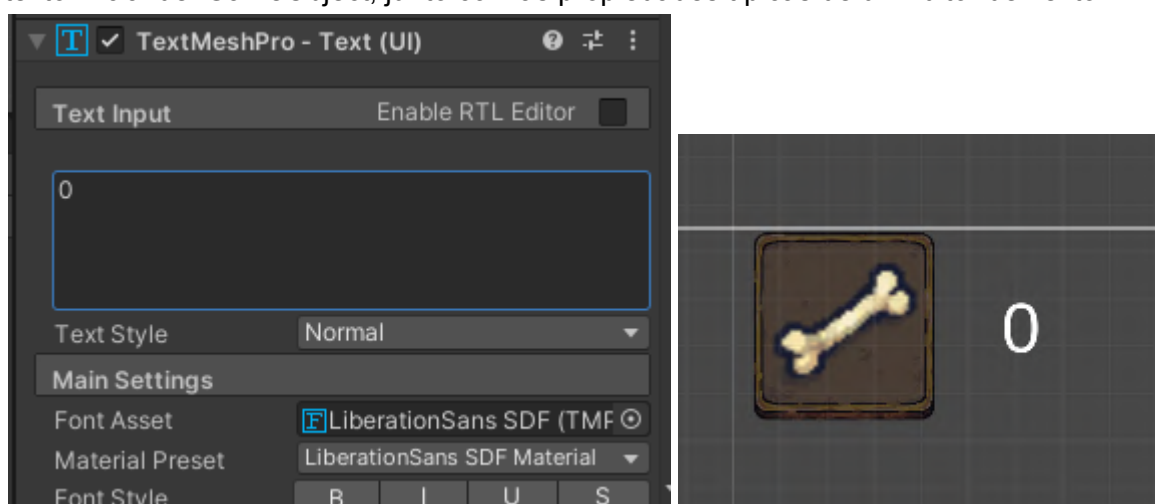 TextMeshPro - Text (UI)
Text Input Enable RTL Editor
0
Text Style Normal
Main Settings
Font Asset LiberationSans SDF (TMP
Material Preset LiberationSans SDF Material
Font Style B I U S
0